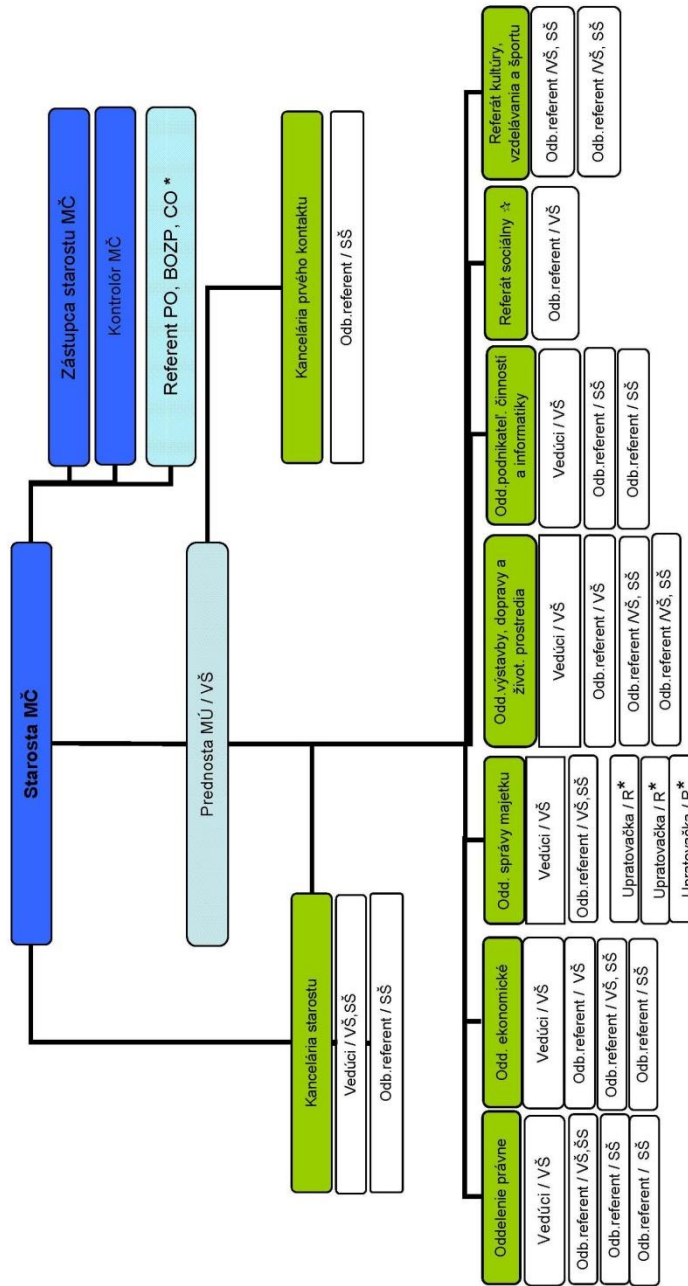 Starosta MČ
Zástupca starostu MČ
Kontrolór MČ
Referent PO, BOZP, CO *
Prednosta MÚ / VŠ
Kancelária starostu
Vedúci / VŠ,SŠ
Odb.referent / SŠ
Kancelária prvého kontaktu
Odb.referent / SŠ
Oddelenie právne
Vedúci / VŠ
Odb.referent / VŠ,SŠ
Odb.referent / SŠ
Odb.referent / SŠ
Odd. ekonomické
Vedúci / VŠ
Odb.referent / VŠ
Odb.referent / VŠ, SŠ
Odb.referent / SŠ
Odd. správy majetku
Vedúci / VŠ
Odb.referent / VŠ,SŠ
Upratovačka / R*
Upratovačka / R*
Upratovačka / R*
Odd.výstavby, dopravy a
život. prostredia
Vedúci / VŠ
Odb.referent / VŠ
Odb.referent /VŠ, SŠ
Odb.referent /VŠ, SŠ
Odd.podnikateľ. činností
a informatiky
Vedúci / VŠ
Odb.referent / SŠ
Odb.referent / SŠ
Referát sociálny ☆
Odb.referent / VŠ
Referát kultúry,
vzdelávania a športu
Odb.referent /VŠ, SŠ
Odb.referent /VŠ, SŠ